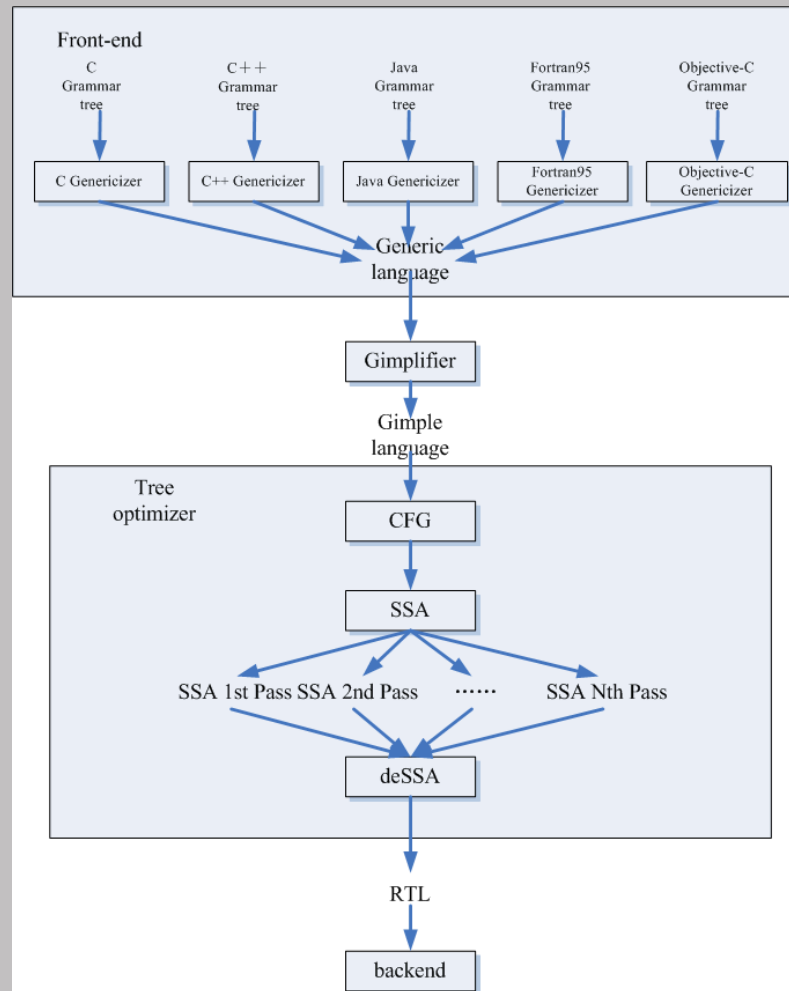 Front-end
C
Grammar
tree
C++
Grammar
tree
Java
Grammar
tree
Fortran95
Grammar
tree
Objective-C
Grammar
tree
C Genericizer
C++ Genericizer
Java Genericizer
Fortran95
Genericizer
Objective-C
Genericizer
Generic
language
Gimplifier
Gimple
language
Tree
optimizer
CFG
SSA
SSA 1st Pass
SSA 2nd Pass
······
SSA Nth Pass
deSSA
RTL
backend